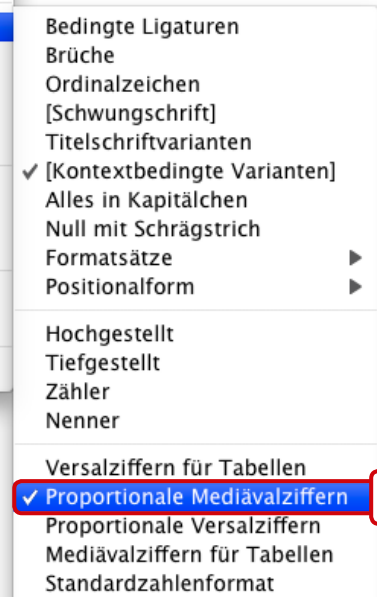 Bedingte Ligaturen
Brüche
Ordinalzeichen
[Schwungschrift]
Titelschriftvarianten
[Kontextbedingte Varianten]
Alles in Kapitälchen
Null mit Schrägstrich
Formatsätze
Positionalform
Hochgestellt
Tiefgestellt
Zähler
Nenner
Versalziffern für Tabellen
Proportionale Mediävalziffern
Proportionale Versalziffern
Mediävalziffern für Tabellen
Standardzahlenformat